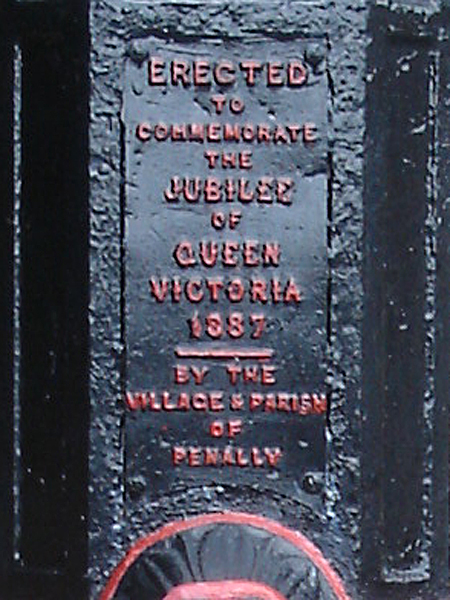 ERECTED
TO
COMMEMORATE
THE
JUBILEE
OF
QUEEN
VICTORIA
1887
BY THE
VILLAGE & PARISH
OF
PENALLY